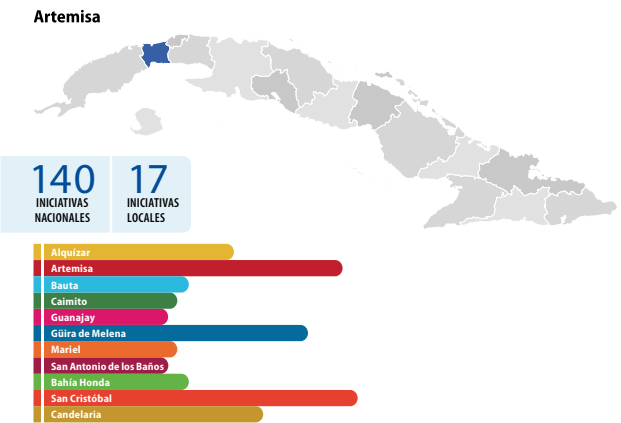 Artemisa
140
INICIATIVAS
NACIONALES
17
INICIATIVAS
LOCALES
Alquízar
Artemisa
Bauta
Caimito
Guanajay
Güira de Melena
Mariel
San Antonio de los Baños
Bahía Honda
San Cristóbal
Candelaria